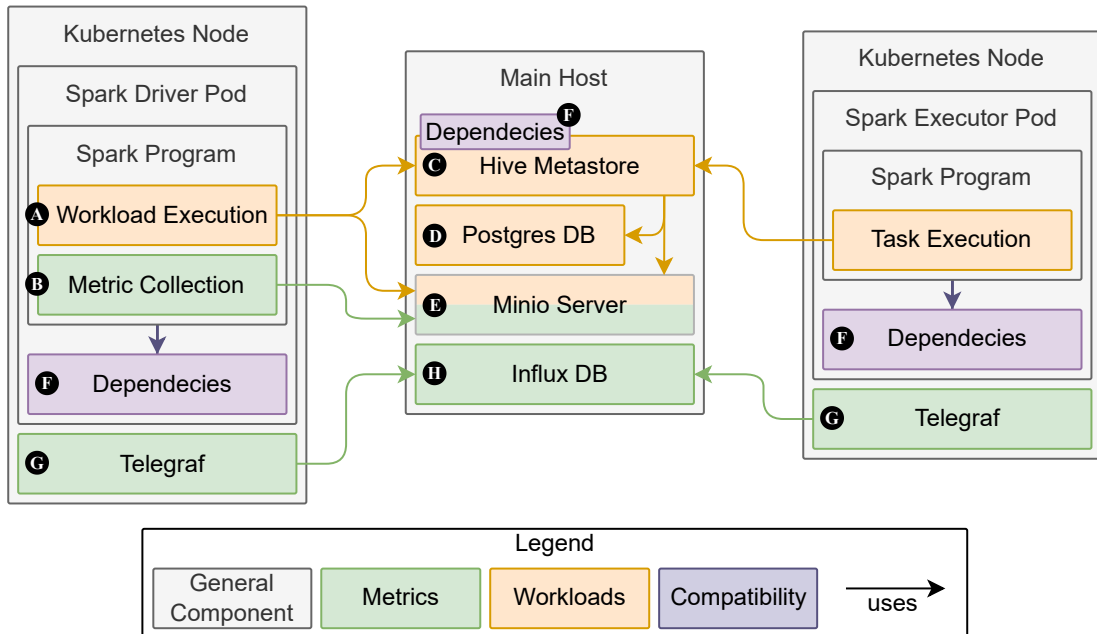 Kubernetes Node
Spark Driver Pod
Spark Program
A Workload Execution
B Metric Collection
F Dependecies
G Telegraf
Main Host
Dependecies F
C Hive Metastore
D Postgres DB
E Minio Server
H Influx DB
Kubernetes Node
Spark Executor Pod
Spark Program
Task Execution
F Dependecies
G Telegraf
Legend
General
Component
Metrics
Workloads
Compatibility
uses